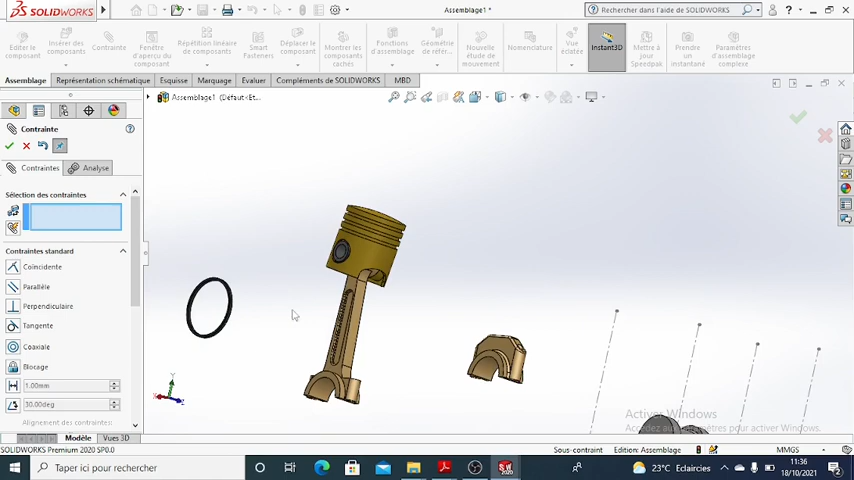 SOLIDWORKS
Assemblage1 *
Rechercher dans l'aide de SOLIDWORKS
Editer le composant
Insérer des composants
Contrainte
Fenêtre d'aperçu du composant
Répétition linéaire de composants
Smart Fasteners
Déplacer le composant
Montrer les composants cachés
Fonctions d'assemblage
Géométrie de référ...
Nouvelle étude de mouvement
Nomenclature
Vue éclatée
Instant3D
Mettre à jour Speedpak
Prendre un instantané
Paramètres d'assemblage complexe
Assemblage
Représentation schématique
Esquisse
Marquage
Evaluer
Compléments de SOLIDWORKS
MBD
Assemblage1 (Défaut<Et...
Contrainte
Contraintes
Analyse
Sélection des contraintes
Contraintes standard
Coïncidente
Parallèle
Perpendiculaire
Tangente
Coaxiale
Blocage
1.00mm
30.00deg
Alignement des contraintes:
Y
X
Z
Activer Windows
Accédez aux paramètres pour activer Windows.
Modèle
Vues 3D
SOLIDWORKS Premium 2020 SP0.0
Sous-contraint
Edition: Assemblage
MMGS
Taper ici pour rechercher
23°C Eclaircies
11:36
18/10/2021